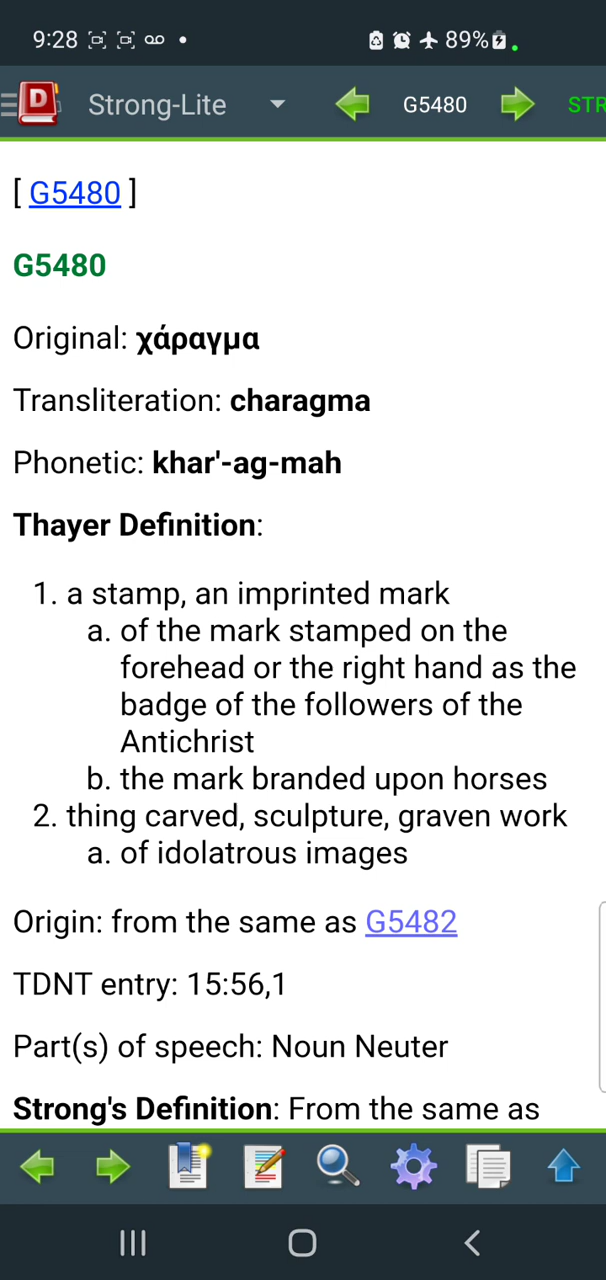 9:28 89%
Strong-Lite G5480 STR
[ G5480 ]
G5480
Original: χάραγμα
Transliteration: charagma
Phonetic: khar'-ag-mah
Thayer Definition:
1. a stamp, an imprinted mark
a. of the mark stamped on the
forehead or the right hand as the
badge of the followers of the
Antichrist
b. the mark branded upon horses
2. thing carved, sculpture, graven work
a. of idolatrous images
Origin: from the same as G5482
TDNT entry: 15:56,1
Part(s) of speech: Noun Neuter
Strong's Definition: From the same as